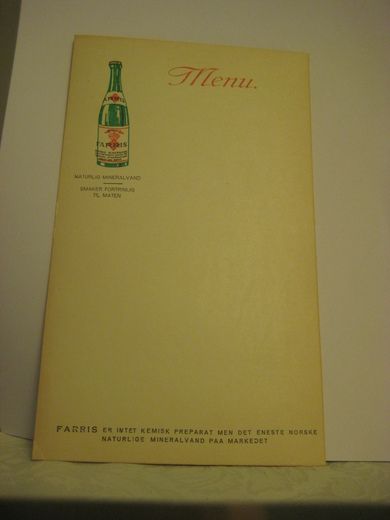 Menu.
FARRIS
FARRIS
NATURLIG MINERALVAND
SMAKER FORTRINLIG
TIL MATEN
FARRIS ER INTET KEMISK PREPARAT MEN DET ENESTE NORSKE
NATURLIGE MINERALVAND PAA MARKEDET